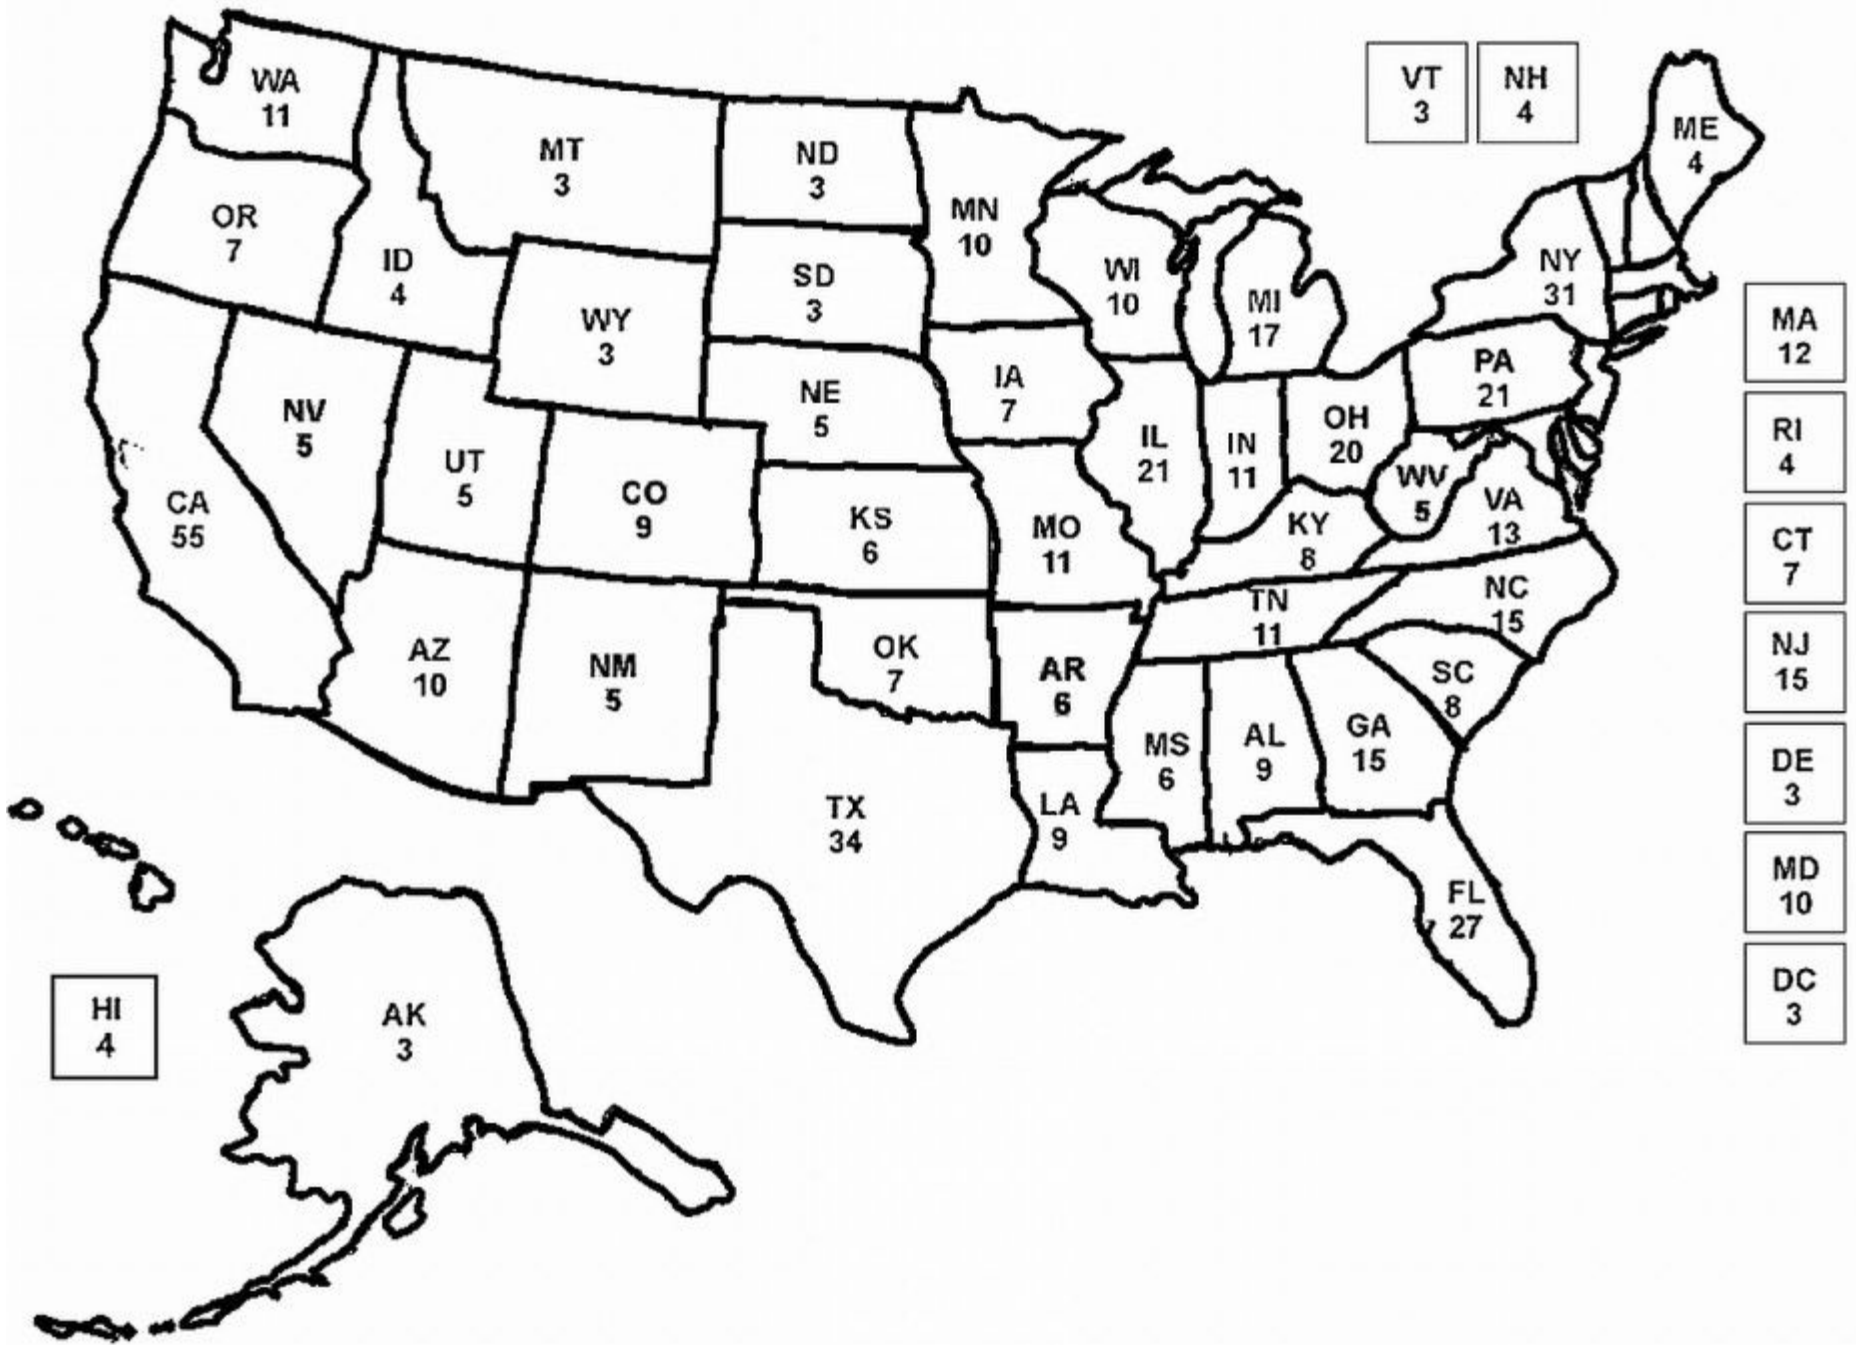 WA
11
MT
3
ND
3
MN
10
VT
3
NH
4
ME
4
OR
7
ID
4
WY
3
SD
3
WI
10
MI
17
NY
31
NV
5
UT
5
CO
9
NE
5
IA
7
IL
21
IN
11
OH
20
PA
21
MA
12
RI
4
CA
55
KS
6
MO
11
KY
8
WV
5
VA
13
CT
7
AZ
10
NM
5
OK
7
AR
6
TN
11
NC
15
SC
8
NJ
15
TX
34
LA
9
MS
6
AL
9
GA
15
DE
3
FL
27
MD
10
HI
4
AK
3
DC
3